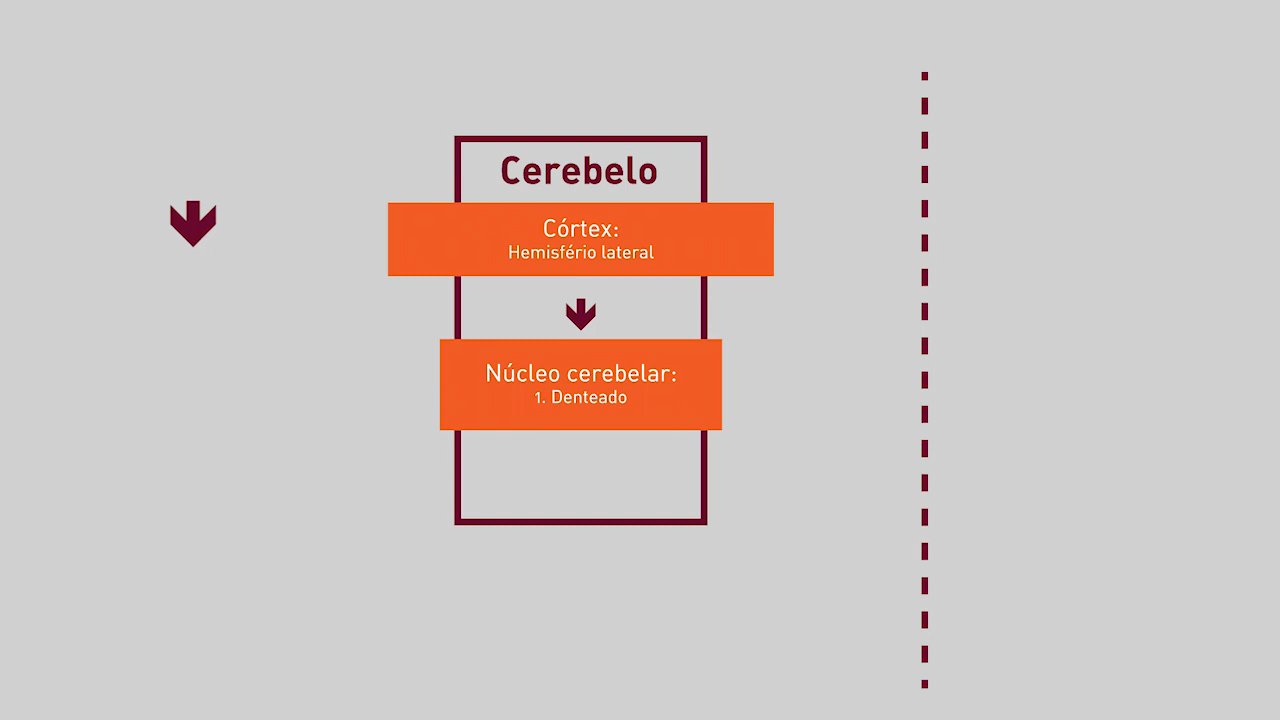 Cerebelo
Córtex:
Hemisfério lateral
Núcleo cerebelar:
1. Denteado